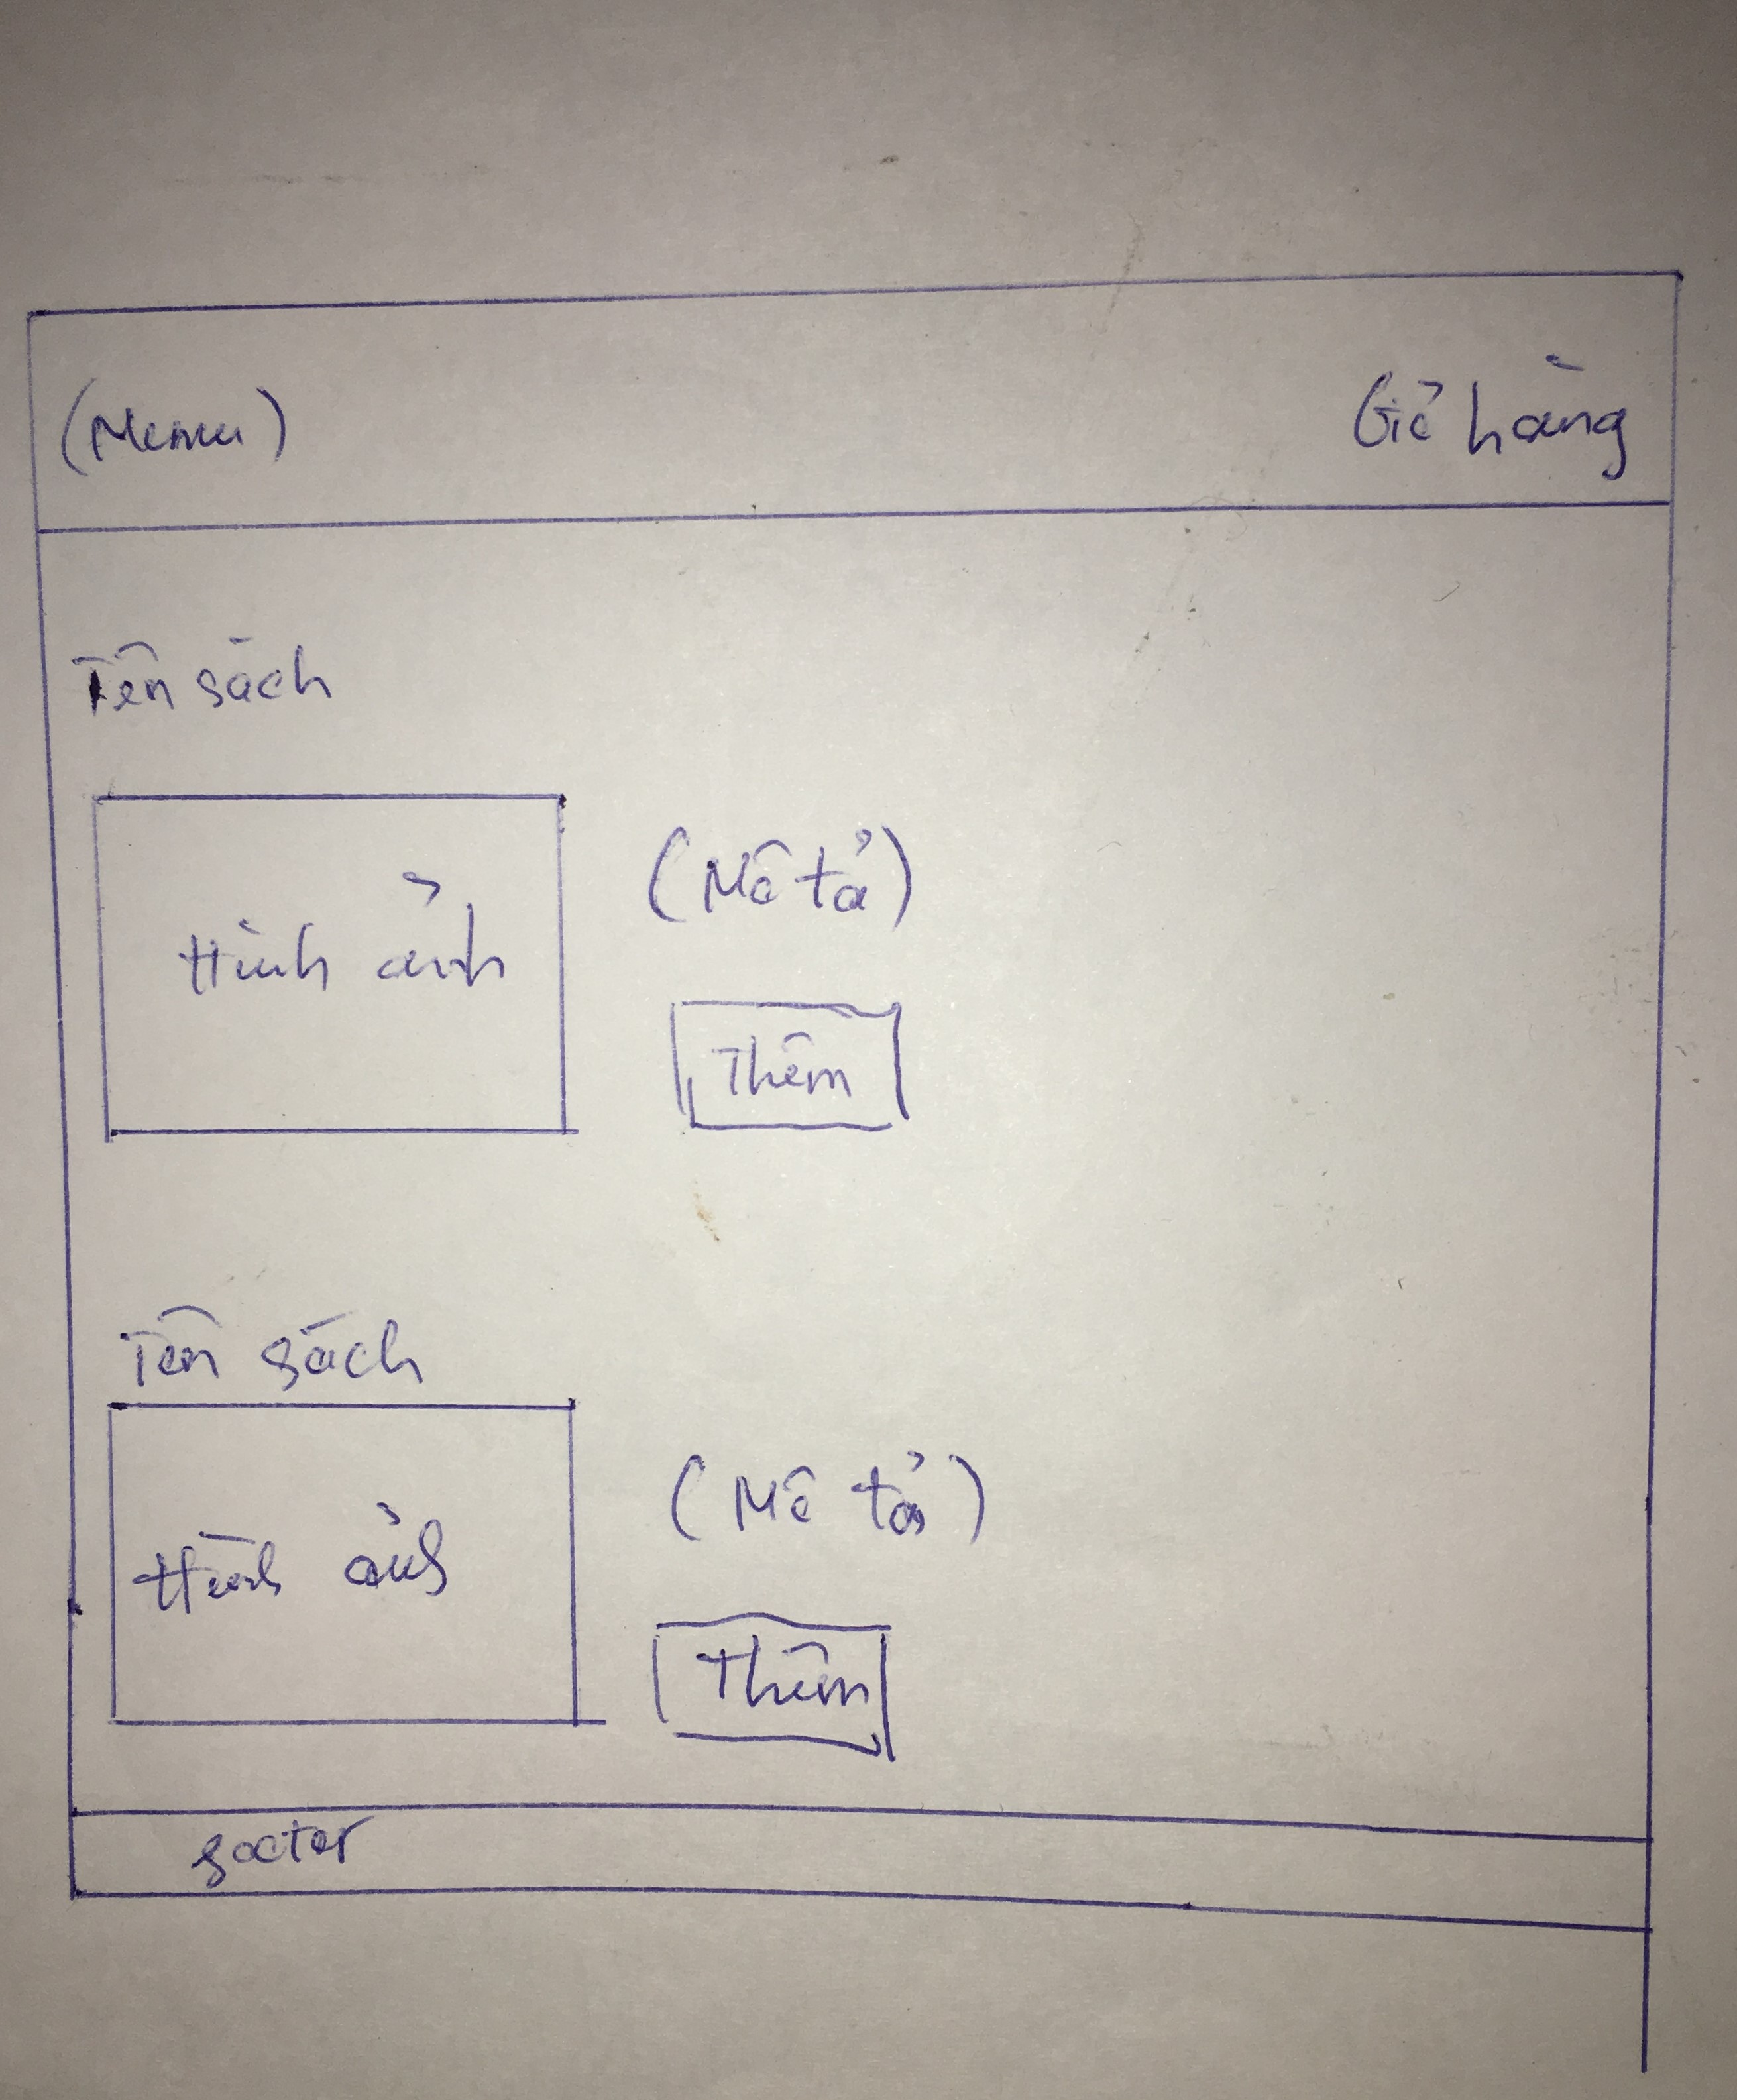 (Menu)
Giỏ hàng
Tên sách
Hình ảnh
(Mô tả)
Thêm
Tên sách
Hình ảnh
(Mô tả)
Thêm
footer